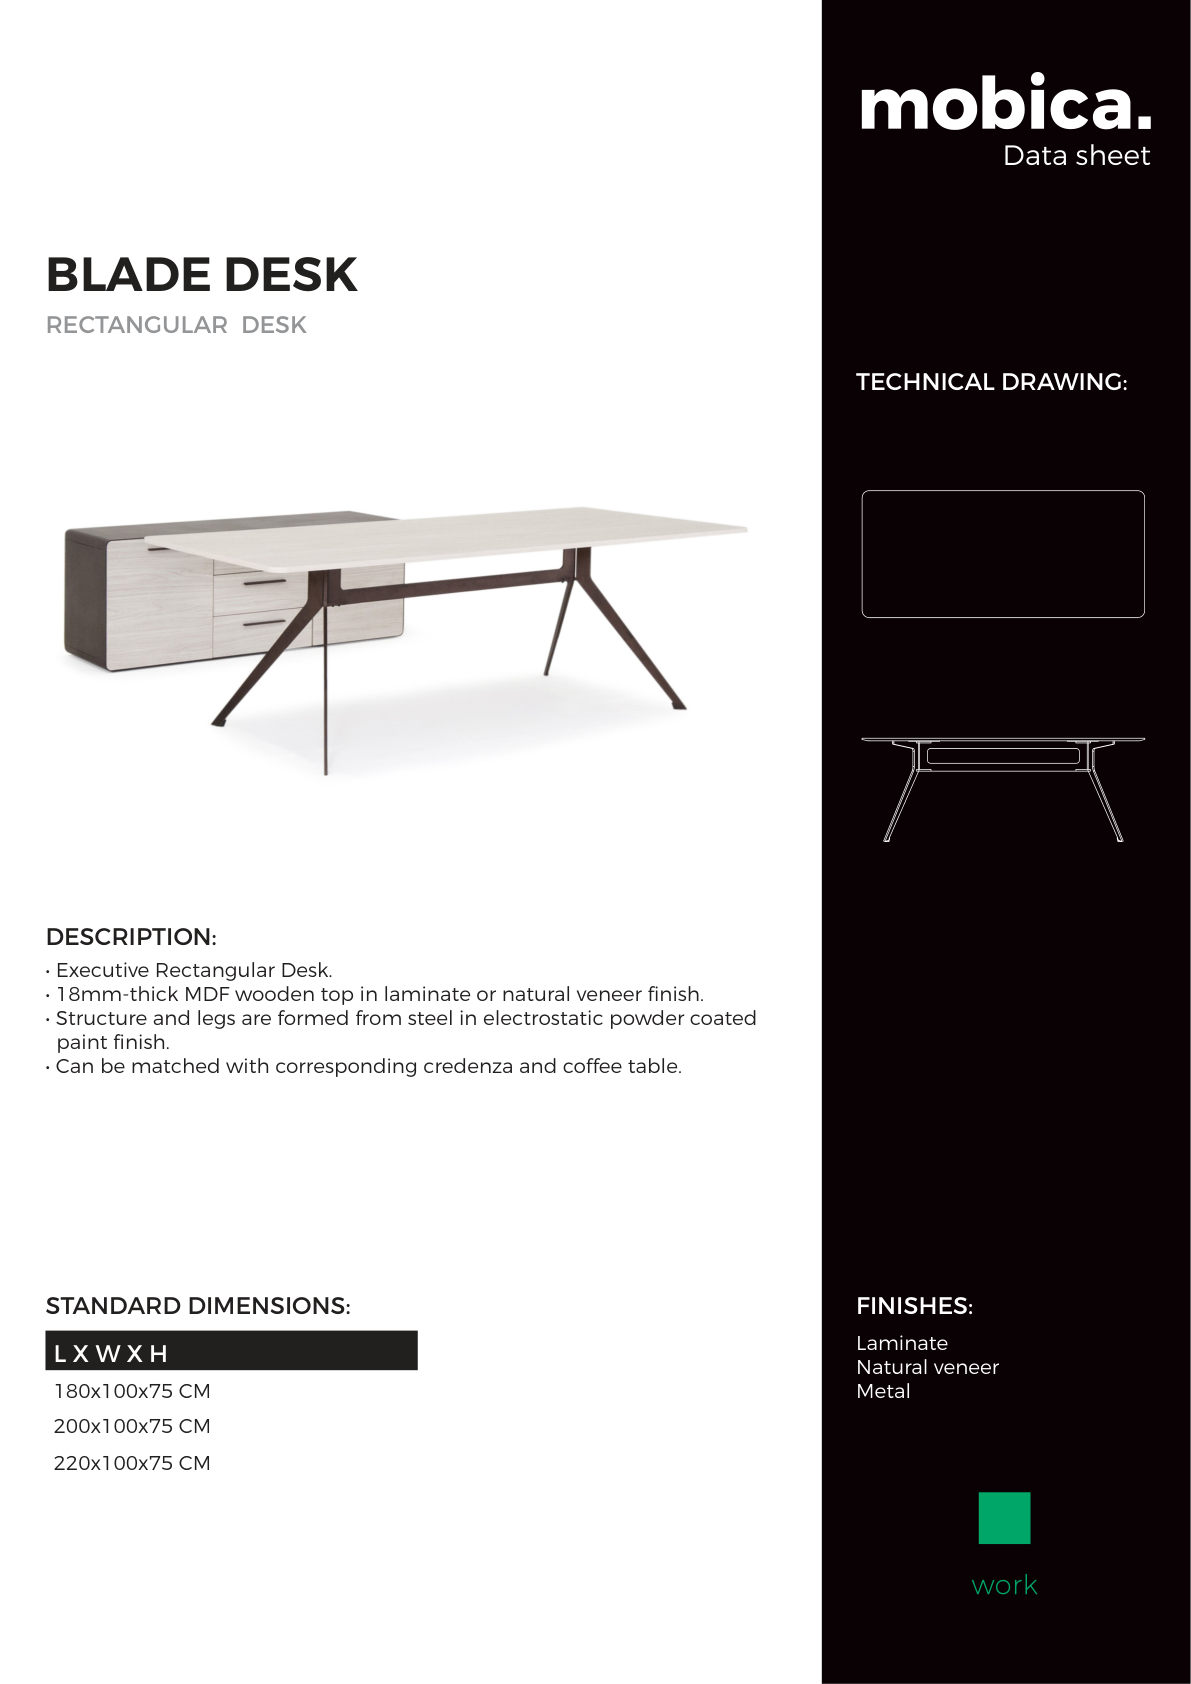 mobica.
Data sheet
BLADE DESK
RECTANGULAR DESK
TECHNICAL DRAWING:
DESCRIPTION:
• Executive Rectangular Desk.
• 18mm-thick MDF wooden top in laminate or natural veneer finish.
• Structure and legs are formed from steel in electrostatic powder coated
paint finish.
• Can be matched with corresponding credenza and coffee table.
STANDARD DIMENSIONS:
L X W X H
180x100x75 CM
200x100x75 CM
220x100x75 CM
FINISHES:
Laminate
Natural veneer
Metal
work